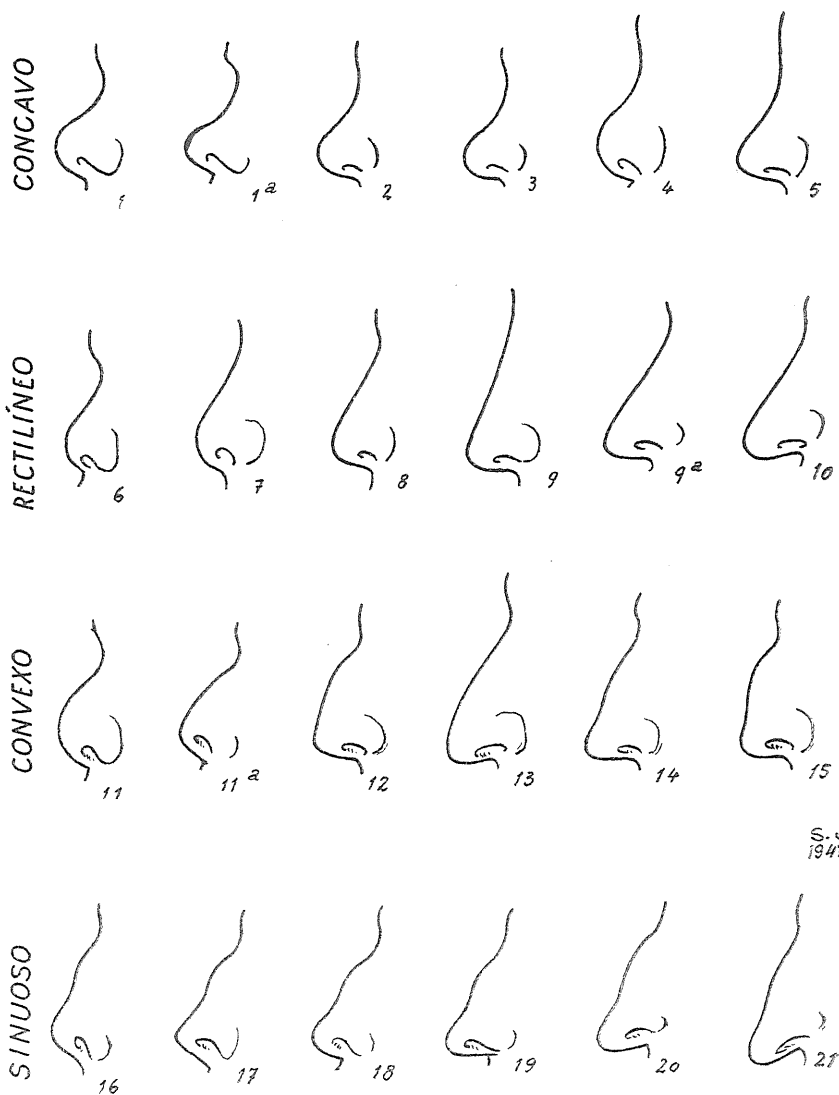 CONCAVO
1 1a 2 3 4 5
RECTILÍNEO
6 7 8 9 9a 10
CONVEXO
11 11a 12 13 14 15
SINUOSO
16 17 18 19 20 21